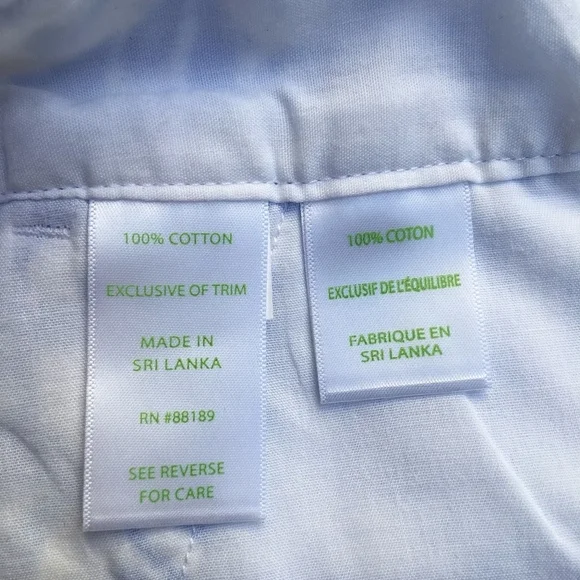 100% COTTON
EXCLUSIVE OF TRIM
MADE IN
SRI LANKA
RN #88189
SEE REVERSE
FOR CARE
100% COTON
EXCLUSIF DE L'ÉQUILIBRE
FABRIQUE EN
SRI LANKA